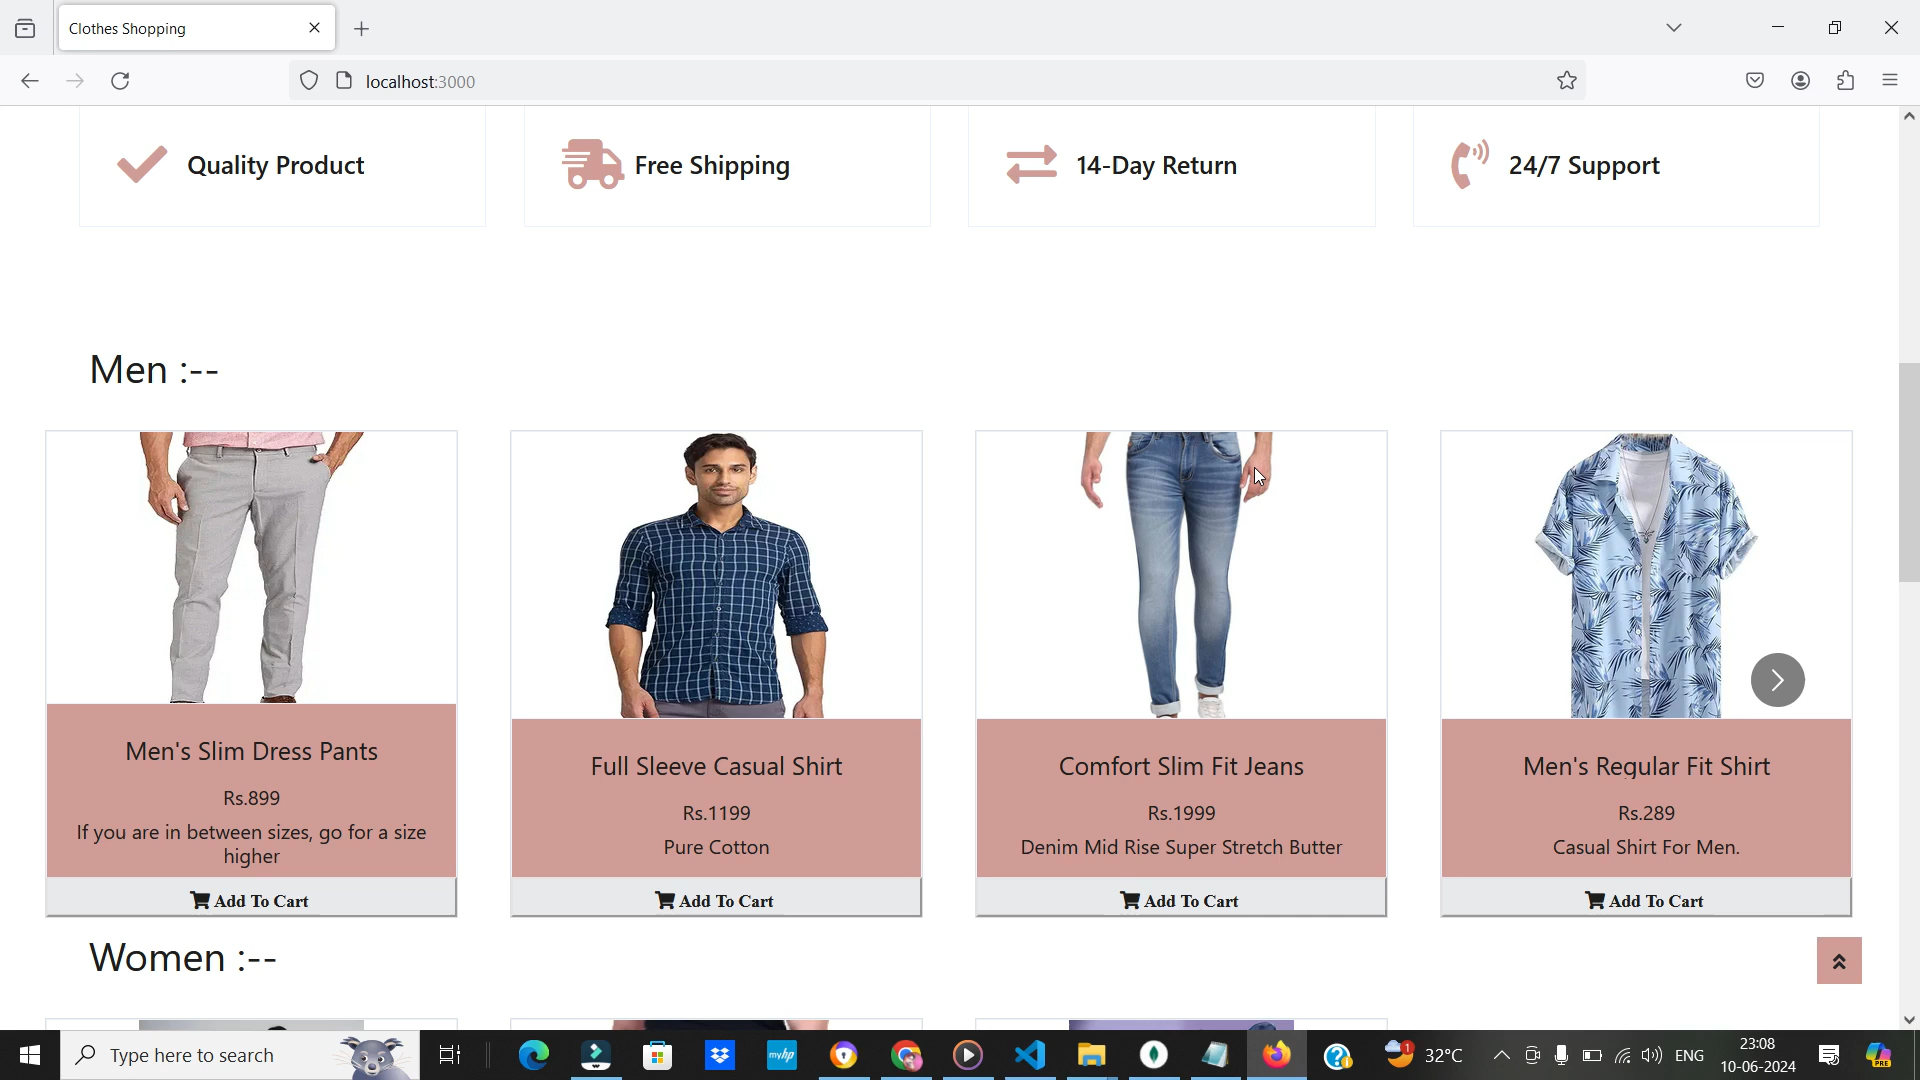 Clothes Shopping
localhost:3000
Quality Product
Free Shipping
14-Day Return
24/7 Support
Men :--
Men's Slim Dress Pants
Rs.899
If you are in between sizes, go for a size
higher
Add To Cart
Full Sleeve Casual Shirt
Rs.1199
Pure Cotton
Add To Cart
Comfort Slim Fit Jeans
Rs.1999
Denim Mid Rise Super Stretch Butter
Add To Cart
Men's Regular Fit Shirt
Rs.289
Casual Shirt For Men.
Add To Cart
Women :--
Type here to search
myhp
1
32°C
ENG
23:08
10-06-2024
PRE